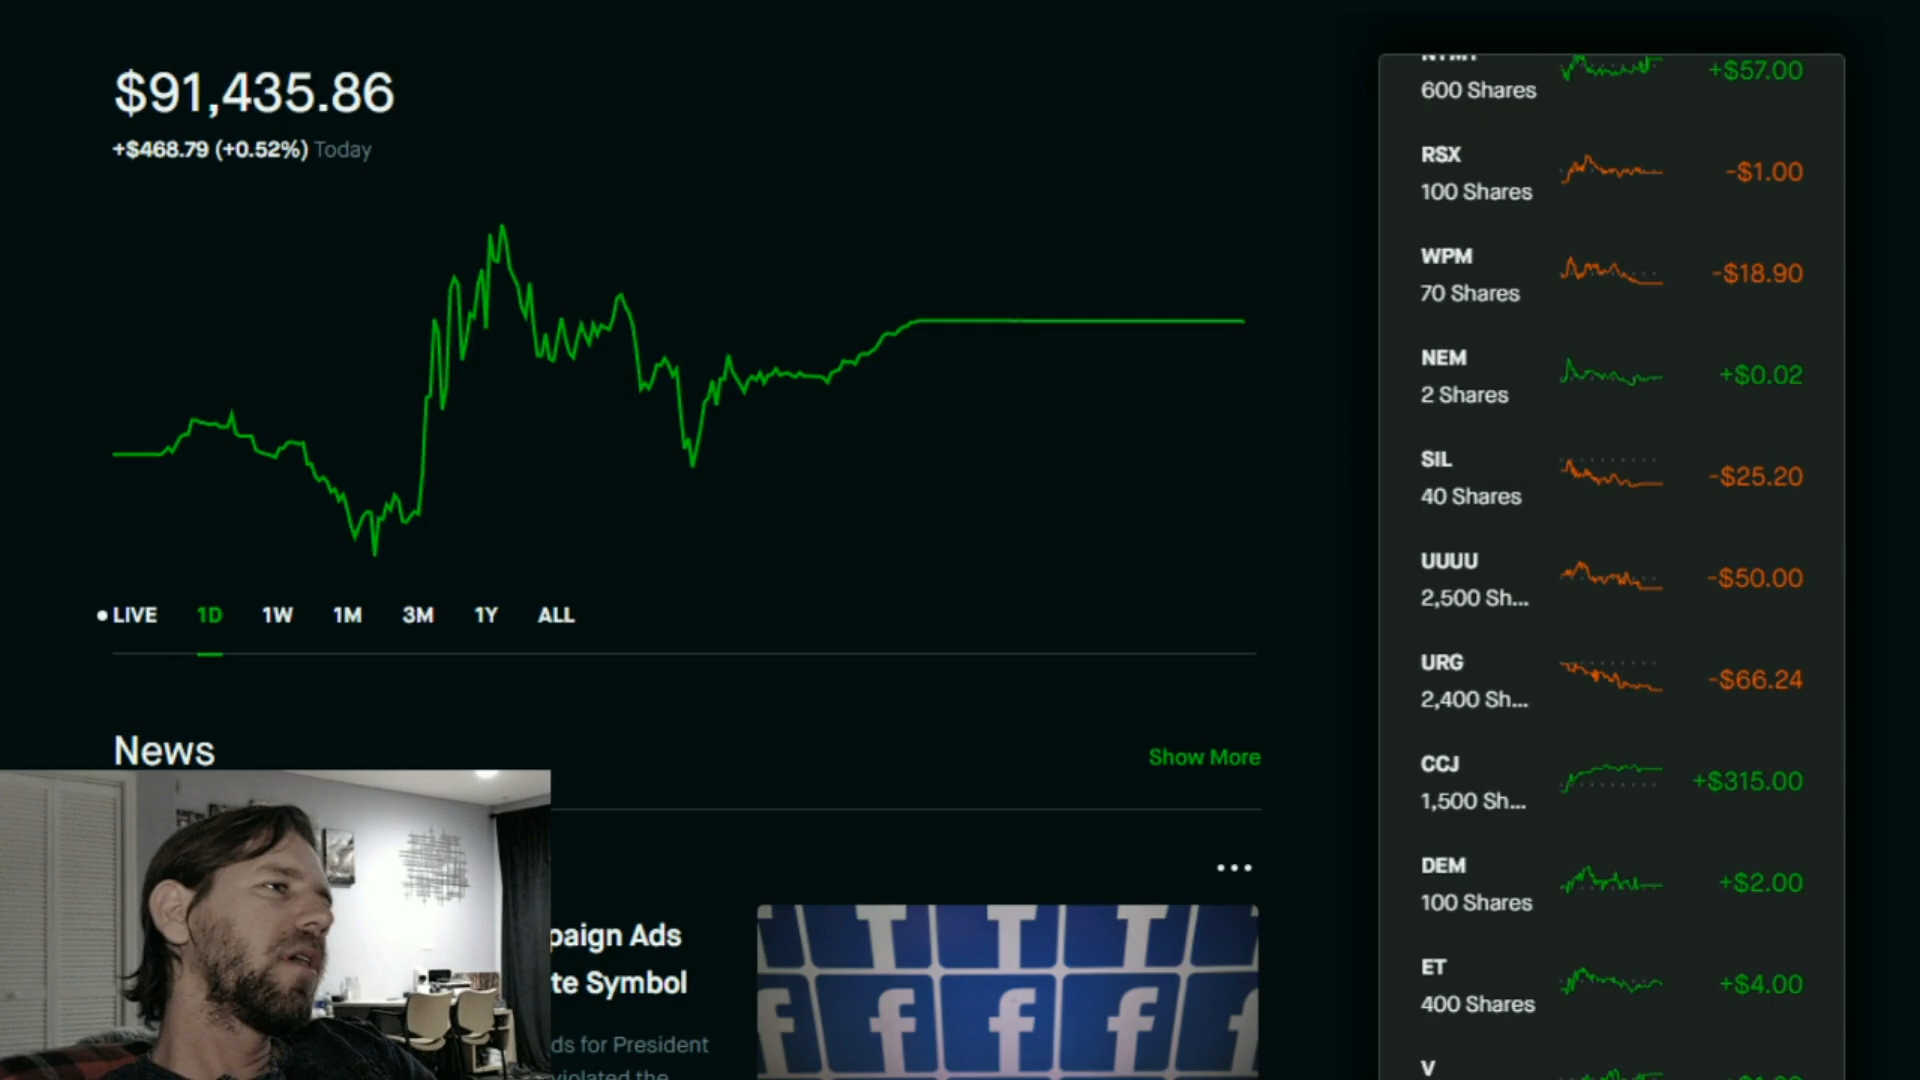 $91,435.86
+$468.79 (+0.52%) Today
LIVE 1D 1W 1M 3M 1Y ALL
News
Show More
paign Ads
te Symbol
ds for President
violated the
+$57.00
600 Shares
RSX
100 Shares
-$1.00
WPM
70 Shares
-$18.90
NEM
2 Shares
+$0.02
SIL
40 Shares
-$25.20
UUUU
2,500 Sh...
-$50.00
URG
2,400 Sh...
-$66.24
CCJ
1,500 Sh...
+$315.00
DEM
100 Shares
+$2.00
ET
400 Shares
+$4.00
V